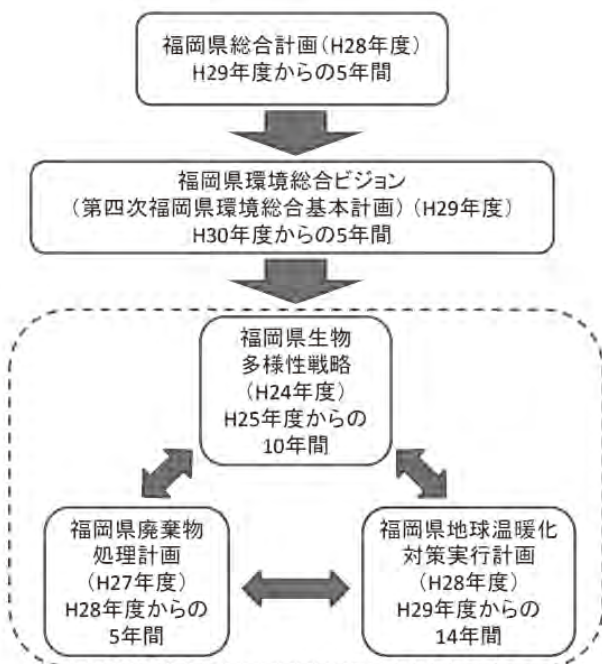 福岡県総合計画(H28年度)
H29年度からの5年間
福岡県環境総合ビジョン
(第四次福岡県環境総合基本計画)(H29年度)
H30年度からの5年間
福岡県生物
多様性戦略
(H24年度)
H25年度からの
10年間
福岡県廃棄物
処理計画
(H27年度)
H28年度からの
5年間
福岡県地球温暖化
対策実行計画
(H28年度)
H29年度からの
14年間